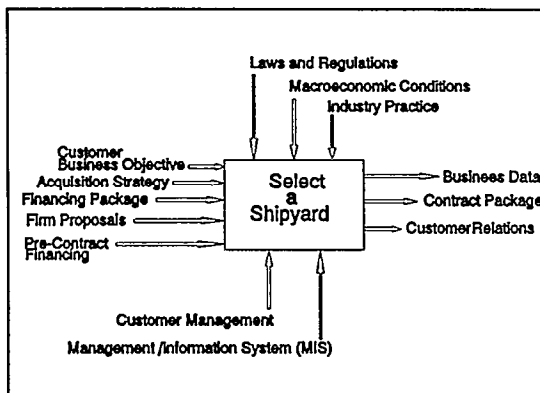 Laws and Regulations
Macroeconomic Conditions
Industry Practice
Customer
Business Objective
Acquisition Strategy
Financing Package
Firm Proposals
Pre-Contract
Financing
Select
a
Shipyard
Business Data
Contract Package
CustomerRelations
Customer Management
Management /Information System (MIS)